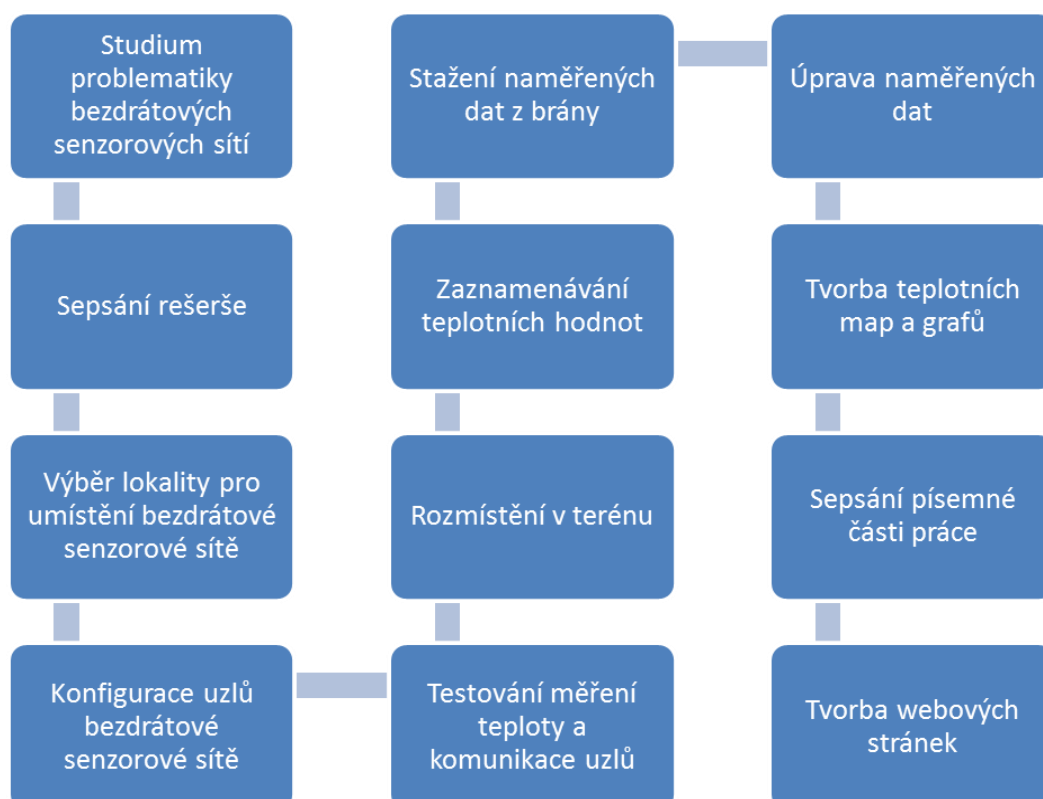 Studium
problematiky
bezdrátových
senzorových sítí
Sepsání rešerše
Výběr lokality pro
umístění bezdrátové
senzorové sítě
Konfigurace uzlů
bezdrátové
senzorové sítě
Testování měření
teploty a
komunikace uzlů
Rozmístění v terénu
Zaznamenávání
teplotních hodnot
Stažení naměřených
dat z brány
Úprava naměřených
dat
Tvorba teplotních
map a grafů
Sepsání písemné
části práce
Tvorba webových
stránek